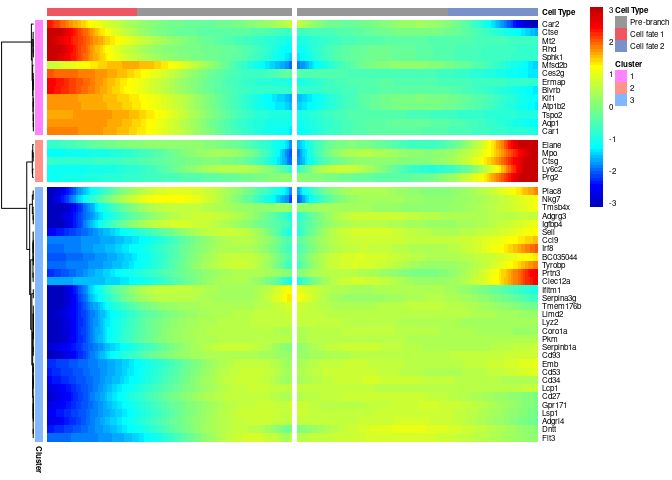 Cell Type
Car2
Ctse
Mt2
Rhd
Sphk1
Mfsd2b
Ces2g
Ermap
Blvrb
Klf1
Atp1b2
Tspo2
Aqp1
Car1
Elane
Mpo
Ctsg
Ly6c2
Prg2
Plac8
Nkg7
Tmsb4x
Adgrg3
Igfbp4
Sell
Ccl9
Irf8
BC035044
Tyrobp
Prtn3
Clec12a
Ifitm1
Serpina3g
Tmem176b
Limd2
Lyz2
Coro1a
Pkm
Serpinb1a
Cd93
Emb
Cd53
Cd34
Lcp1
Cd27
Gpr171
Lsp1
Adgrl4
Dntt
Flt3
Cluster
3
2
1
0
-1
-2
-3
Cell Type
Pre-branch
Cell fate 1
Cell fate 2
Cluster
1
2
3